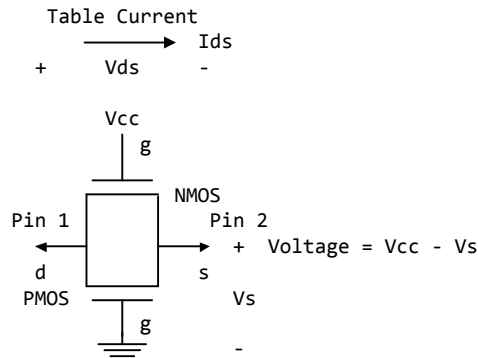 Table Current
Ids
+ Vds -
Vcc
g
NMOS
Pin 1 Pin 2
+ Voltage = Vcc - Vs
d s
PMOS Vs
g
-